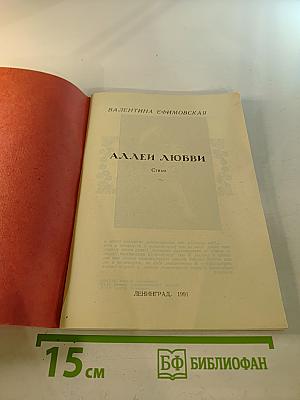 ВАЛЕНТИНА ЕФИМОВСКАЯ
АЛЛЕИ ЛЮБВИ
Стихи
ЛЕНИНГРАД, 1991
15 см
БФ БИБЛИОФАН